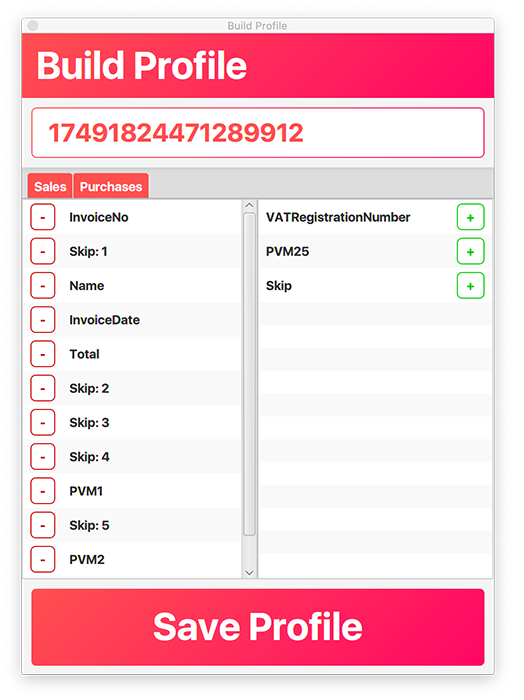 Build Profile
Build Profile
17491824471289912
Sales Purchases
- InvoiceNo
- Skip: 1
- Name
- InvoiceDate
- Total
- Skip: 2
- Skip: 3
- Skip: 4
- PVM1
- Skip: 5
- PVM2
VATRegistrationNumber +
PVM25 +
Skip +
Save Profile